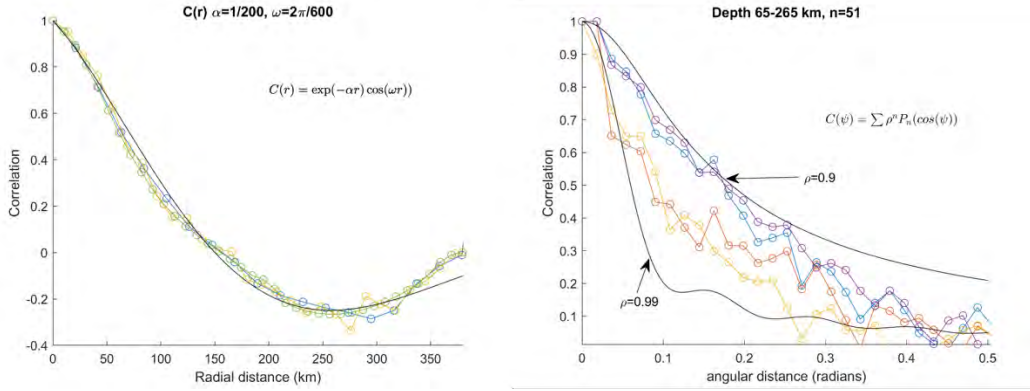 C(r) α=1/200, ω=2π/600
C(r) = exp(−αr) cos(ωr))
Correlation
1
0.8
0.6
0.4
0.2
0
-0.2
-0.4
0 50 100 150 200 250 300 350
Radial distance (km)
Depth 65-265 km, n=51
C(ψ) = ∑ ρⁿPₙ(cos(ψ))
ρ=0.9
ρ=0.99
Correlation
1
0.9
0.8
0.7
0.6
0.5
0.4
0.3
0.2
0.1
0 0.1 0.2 0.3 0.4 0.5
angular distance (radians)